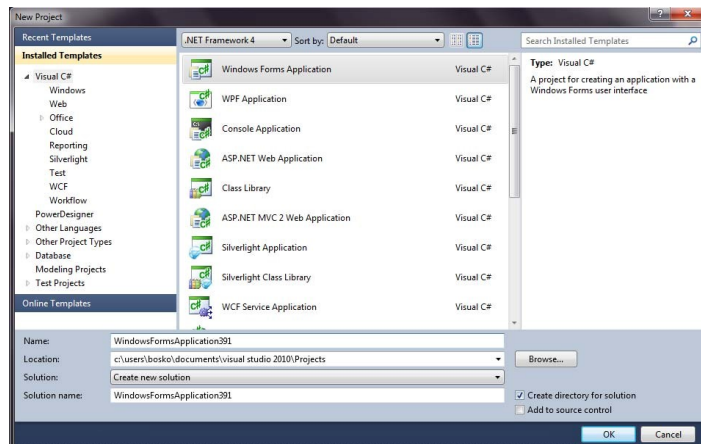 New Project
Recent Templates
.NET Framework 4
Sort by: Default
Search Installed Templates
Installed Templates
Visual C#
Windows
Web
Office
Cloud
Reporting
Silverlight
Test
WCF
Workflow
PowerDesigner
Other Languages
Other Project Types
Database
Modeling Projects
Test Projects
Online Templates
Windows Forms Application Visual C#
WPF Application Visual C#
Console Application Visual C#
ASP.NET Web Application Visual C#
Class Library Visual C#
ASP.NET MVC 2 Web Application Visual C#
Silverlight Application Visual C#
Silverlight Class Library Visual C#
WCF Service Application Visual C#
Type: Visual C#
A project for creating an application with a
Windows Forms user interface
Name: WindowsFormsApplication391
Location: c:\users\bosko\documents\visual studio 2010\Projects
Browse...
Solution: Create new solution
Solution name: WindowsFormsApplication391
Create directory for solution
Add to source control
OK
Cancel